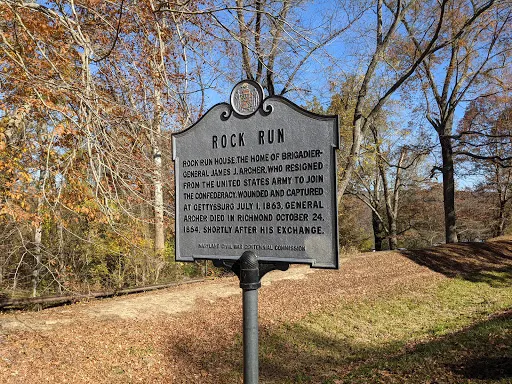 ROCK RUN
ROCK RUN HOUSE, THE HOME OF BRIGADIER-
GENERAL JAMES J. ARCHER, WHO RESIGNED
FROM THE UNITED STATES ARMY TO JOIN
THE CONFEDERACY. WOUNDED AND CAPTURED
AT GETTYSBURG JULY 1, 1863. GENERAL
ARCHER DIED IN RICHMOND OCTOBER 24,
1864, SHORTLY AFTER HIS EXCHANGE.
MARYLAND CIVIL WAR CENTENNIAL COMMISSION